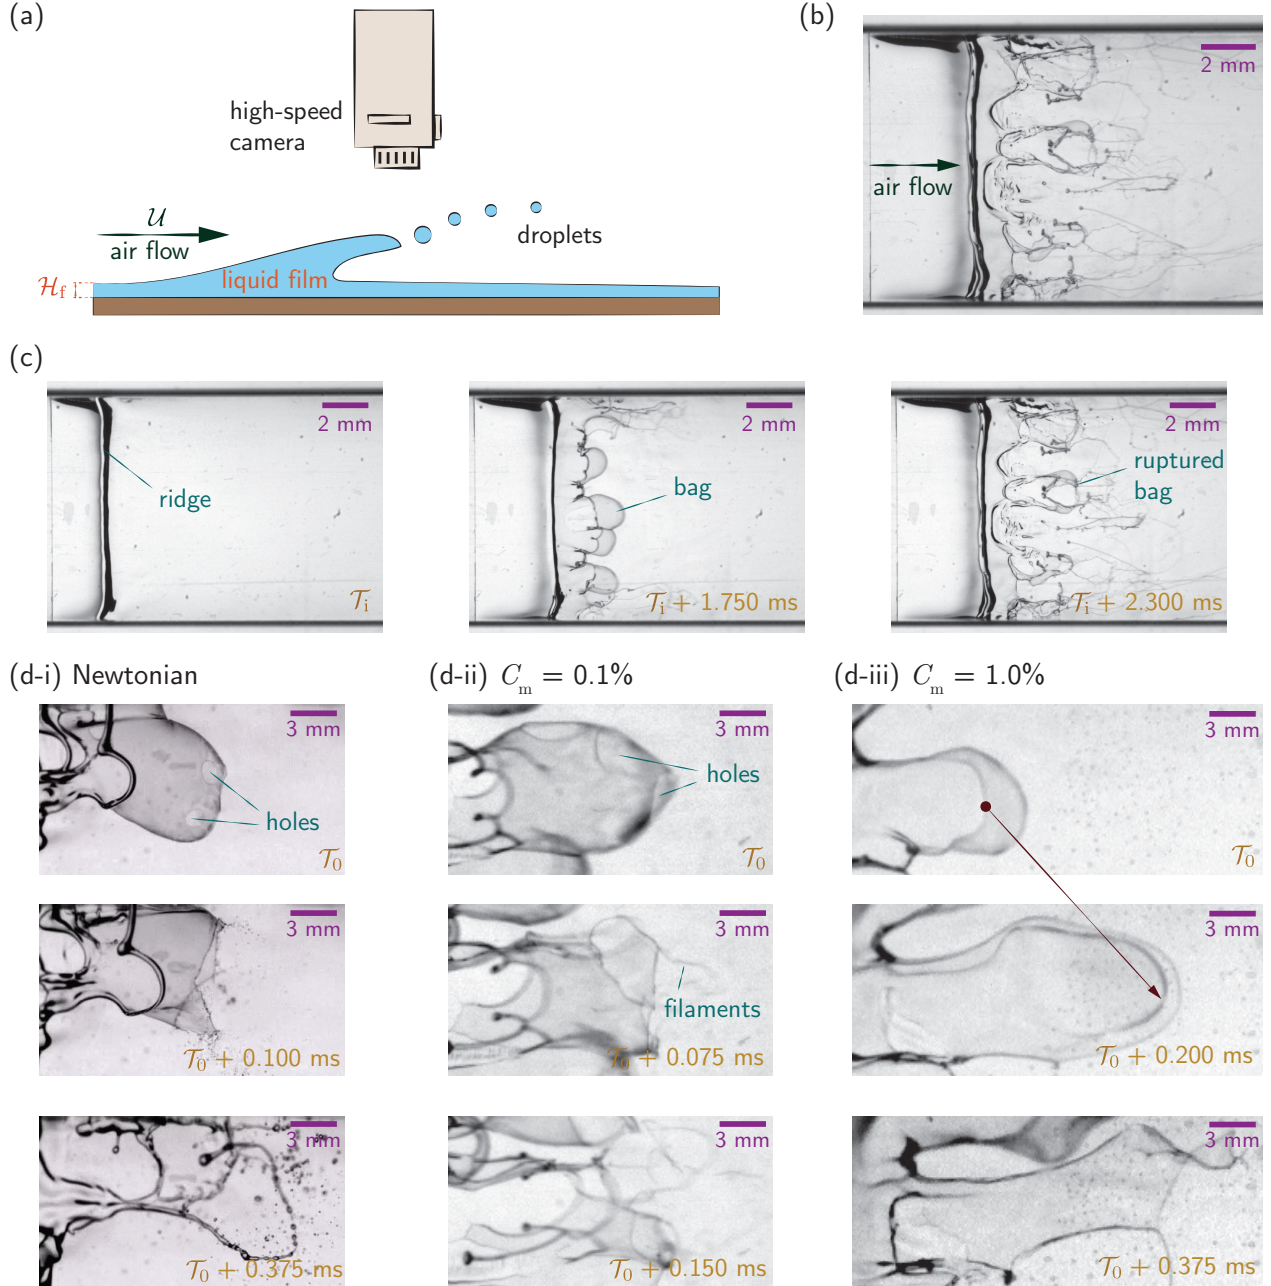 (a)
high-speed
camera
𝒰
air flow
droplets
liquid film
ℋf
(b)
2 mm
air flow
(c)
2 mm
ridge
𝒯i
2 mm
bag
𝒯i + 1.750 ms
2 mm
ruptured
bag
𝒯i + 2.300 ms
(d-i) Newtonian
3 mm
holes
𝒯0
3 mm
𝒯0 + 0.100 ms
3 mm
𝒯0 + 0.375 ms
(d-ii) Cm = 0.1%
3 mm
holes
𝒯0
3 mm
filaments
𝒯0 + 0.075 ms
3 mm
𝒯0 + 0.150 ms
(d-iii) Cm = 1.0%
3 mm
𝒯0
3 mm
𝒯0 + 0.200 ms
3 mm
𝒯0 + 0.375 ms